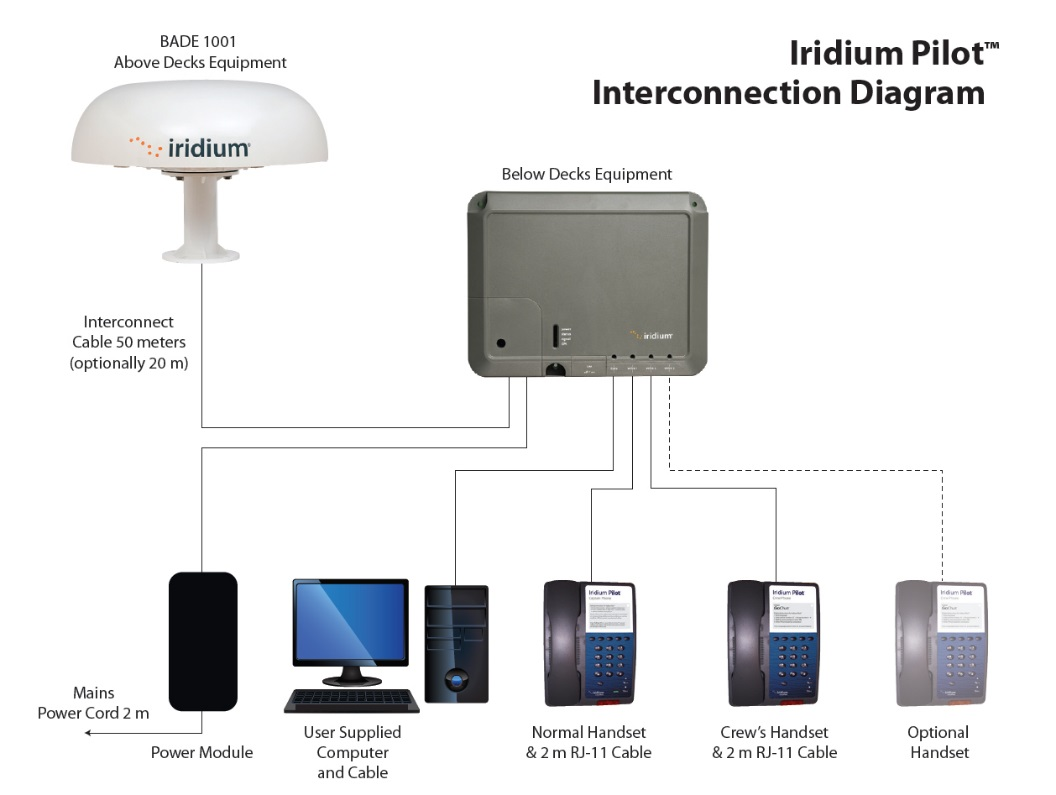 BADE 1001
Above Decks Equipment
Iridium Pilot™
Interconnection Diagram
iridium
Below Decks Equipment
iridium
Interconnect
Cable 50 meters
(optionally 20 m)
Iridium Pilot
Iridium Pilot
Iridium Pilot
iridium
iridium
Mains
Power Cord 2 m
Power Module
User Supplied
Computer
and Cable
Normal Handset
& 2 m RJ-11 Cable
Crew's Handset
& 2 m RJ-11 Cable
Optional
Handset